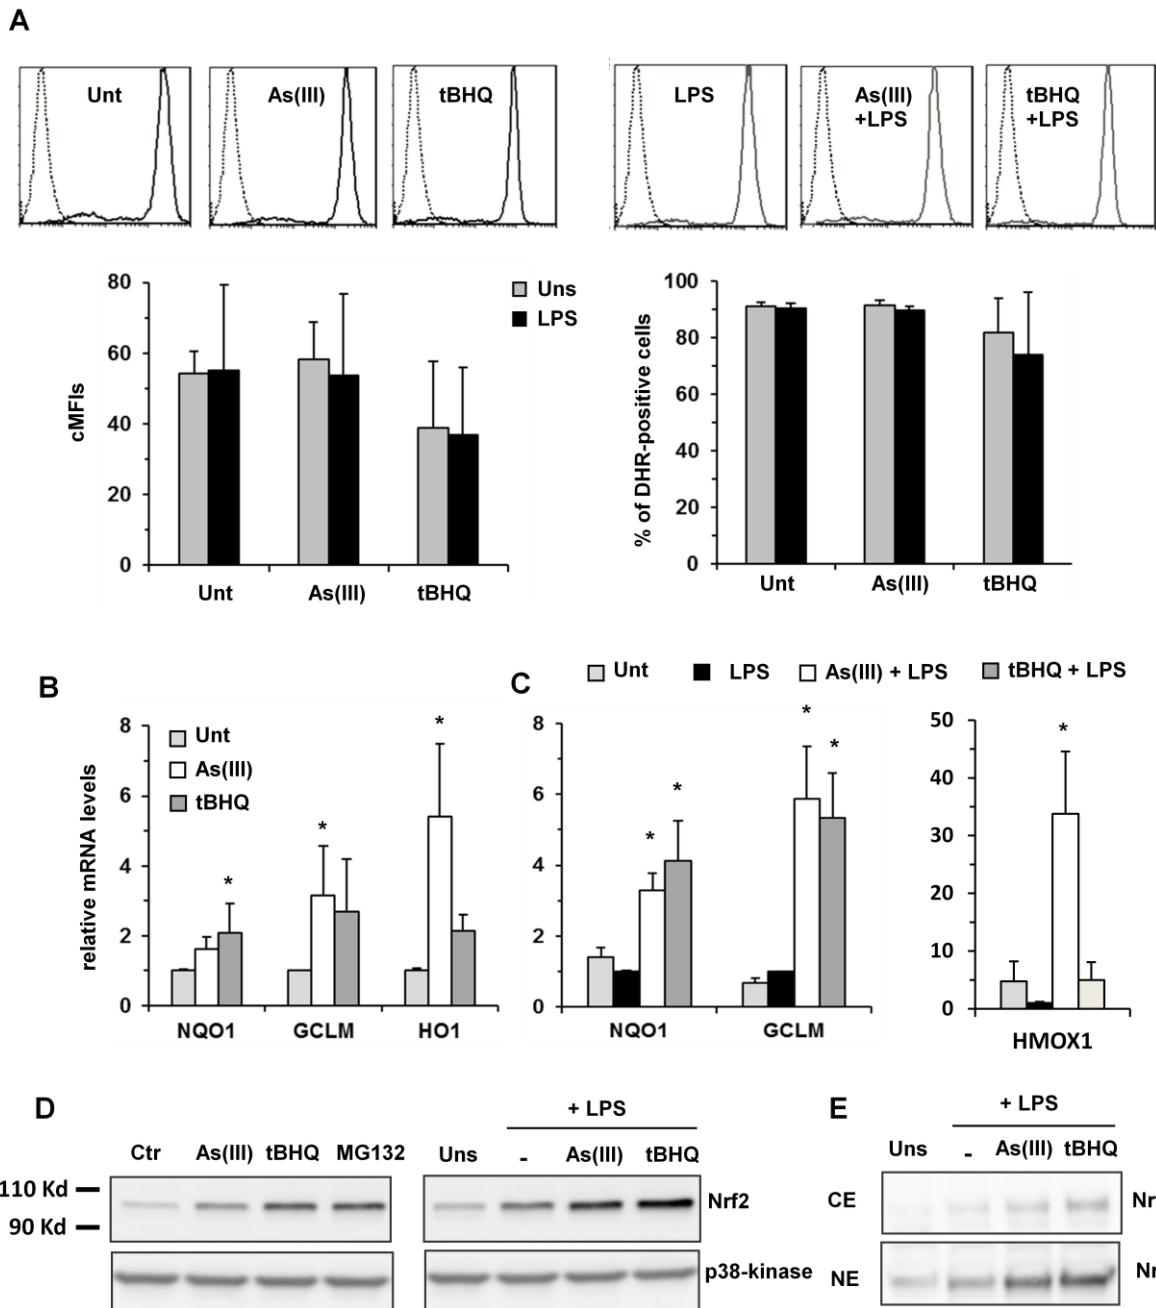 A
Unt
As(III)
tBHQ
LPS
As(III)
+LPS
tBHQ
+LPS
80
60
40
20
0
cMFIs
Uns
LPS
Unt
As(III)
tBHQ
100
80
60
40
20
0
% of DHR-positive cells
Unt
As(III)
tBHQ
B
8
6
4
2
0
relative mRNA levels
Unt
As(III)
tBHQ
*
*
*
NQO1
GCLM
HO1
C
Unt
LPS
As(III) + LPS
tBHQ + LPS
8
6
4
2
0
*
*
*
*
NQO1
GCLM
50
40
30
20
10
0
*
HMOX1
D
+ LPS
Ctr
As(III)
tBHQ
MG132
Uns
-
As(III)
tBHQ
110 Kd
90 Kd
Nrf2
p38-kinase
E
+ LPS
Uns
-
As(III)
tBHQ
CE
NE